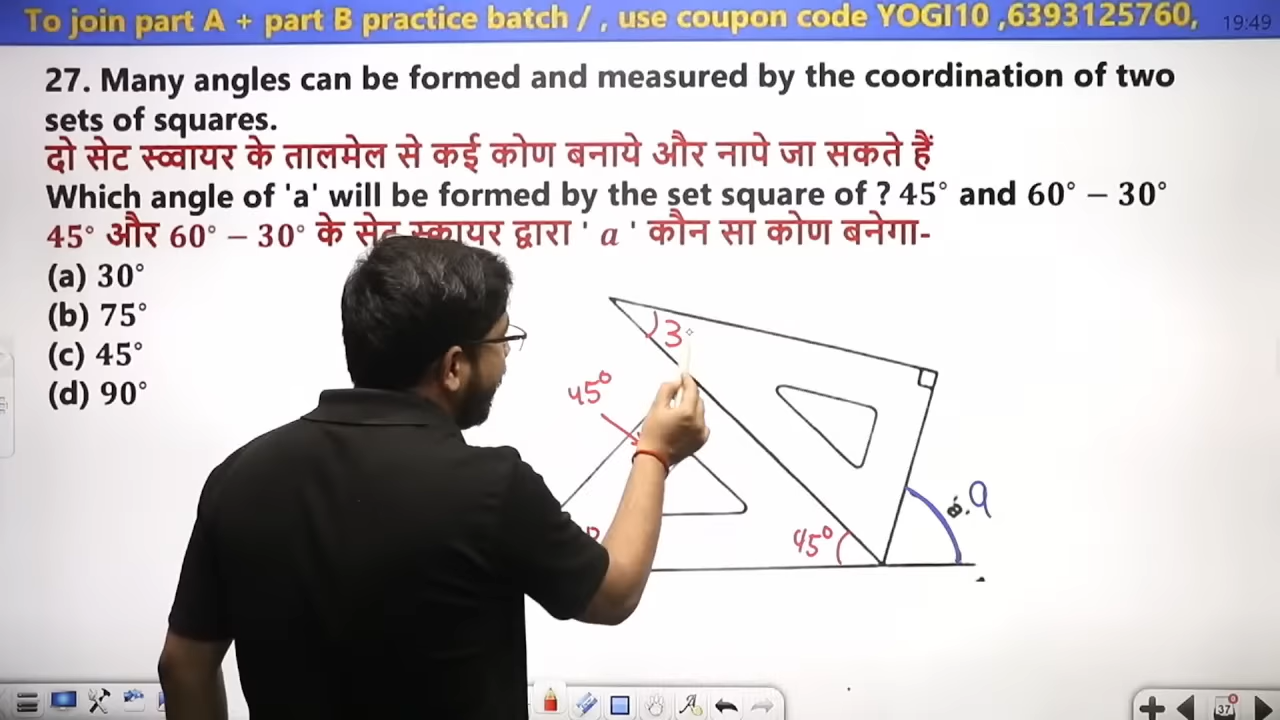 To join part A + part B practice batch / , use coupon code YOGI10 ,6393125760,
19:49
27. Many angles can be formed and measured by the coordination of two
sets of squares.
दो सेट स्क्वायर के तालमेल से कई कोण बनाये और नापे जा सकते हैं
Which angle of 'a' will be formed by the set square of ? 45° and 60° – 30°
45° और 60° – 30° के सेट स्क्वायर द्वारा ' a ' कौन सा कोण बनेगा-
(a) 30°
(b) 75°
(c) 45°
(d) 90°
3
45°
a
45°
37